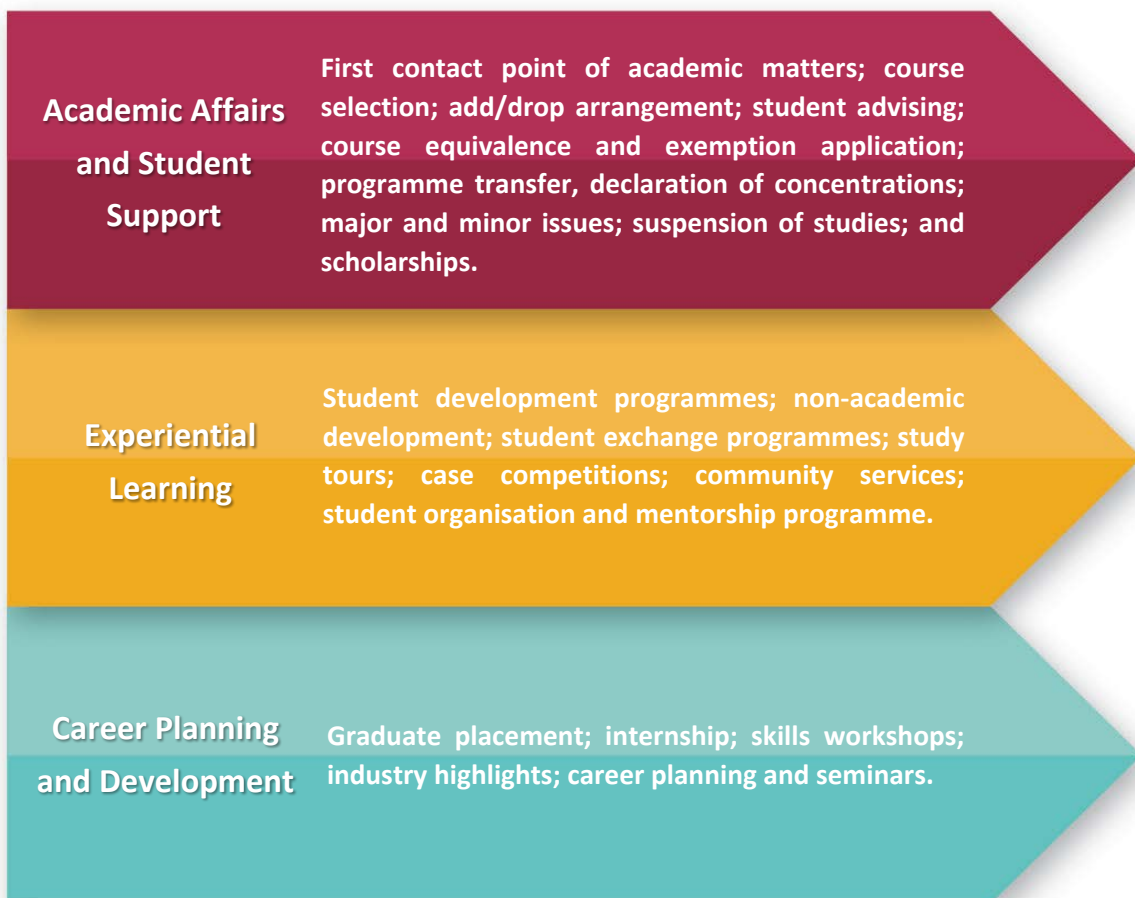 Academic Affairs
and Student
Support
First contact point of academic matters; course
selection; add/drop arrangement; student advising;
course equivalence and exemption application;
programme transfer, declaration of concentrations;
major and minor issues; suspension of studies; and
scholarships.
Experiential
Learning
Student development programmes; non-academic
development; student exchange programmes; study
tours; case competitions; community services;
student organisation and mentorship programme.
Career Planning
and Development
Graduate placement; internship; skills workshops;
industry highlights; career planning and seminars.